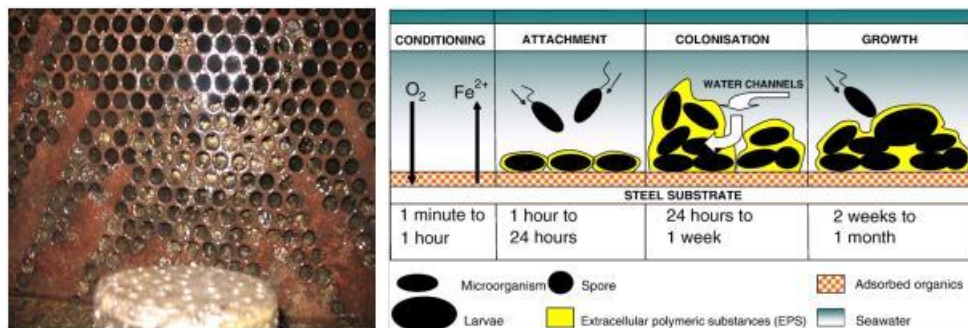 CONDITIONING ATTACHMENT COLONISATION GROWTH
O₂ Fe²⁺ WATER CHANNELS
STEEL SUBSTRATE
1 minute to 1 hour to 24 hours to 2 weeks to
1 hour 24 hours 1 week 1 month
Microorganism Spore Adsorbed organics
Larvae Extracellular polymeric substances (EPS) Seawater